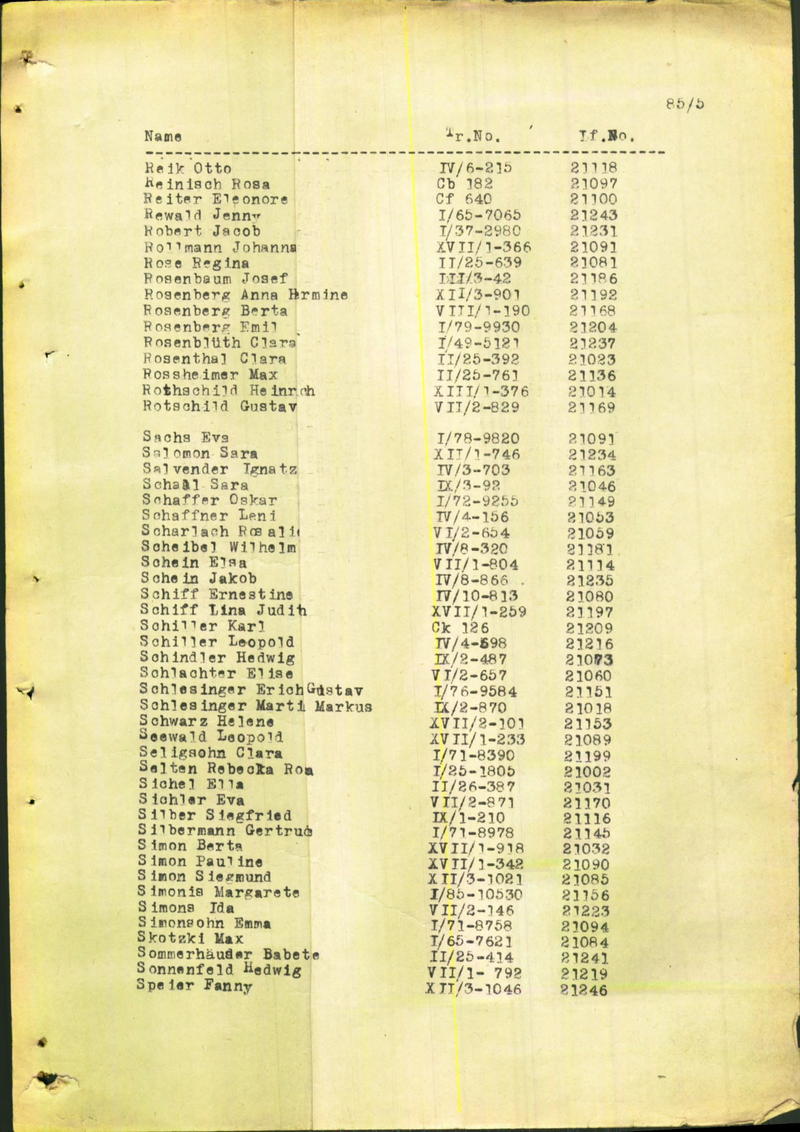 85/5
Name Tr.No. Lf.No.
Reik Otto IV/6-215 21118
Reinisch Rosa Cb 182 21097
Reiter Eleonore Cf 640 21100
Rewald Jenny I/65-7065 21243
Robert Jacob I/37-2980 21231
Rollmann Johanna XVII/1-366 21091
Rose Regina II/25-639 21081
Rosenbaum Josef III/3-42 21186
Rosenberg Anna Hrmine XII/3-901 21192
Rosenberg Berta VIII/1-190 21168
Rosenberg Emil I/79-9930 21204
Rosenblüth Clara I/49-5121 21237
Rosenthal Clara II/25-392 21023
Rossheimer Max II/25-761 21136
Rothschild Heinrch XIII/1-376 21014
Rotschild Gustav VII/2-829 21169
Sachs Eva I/78-9820 21091
Salomon Sara XII/1-746 21234
Salvender Ignatz IV/3-703 21163
Schaal Sara IX/3-92 21046
Schaffer Oskar I/72-9255 21149
Schaffner Leni IV/4-156 21053
Scharlach Rosalie VI/2-654 21059
Scheibel Wilhelm IV/8-320 21181
Schein Elsa VII/1-804 21114
Schein Jakob IV/8-866 21235
Schiff Ernestine IV/10-813 21080
Schiff Lina Judith XVII/1-259 21197
Schiller Karl Ck 126 21209
Schiller Leopold IV/4-598 21216
Schindler Hedwig IX/2-487 21073
Schlachter Elise VI/2-657 21060
Schlesinger ErichGustav I/76-9584 21151
Schlesinger Marti Markus IX/2-870 21018
Schwarz Helene XVII/2-101 21153
Seewald Leopold XVII/1-233 21089
Seligsohn Clara I/71-8390 21199
Selten Rebecka Roa I/25-1805 21002
Sichel Ella II/26-387 21031
Sichler Eva VII/2-871 21170
Silber Siegfried IX/1-210 21116
Silbermann Gertrud I/71-8978 21145
Simon Berta XVII/1-918 21032
Simon Pauline XVII/1-342 21090
Simon Siegmund XII/3-1021 21085
Simonis Margarete I/85-10530 21156
Simons Ida VII/2-146 21223
Simonsohn Emma I/71-8758 21094
Skotzki Max I/65-7621 21084
Sommerhäuder Babete II/25-414 21241
Sonnenfeld Hedwig VII/1- 792 21219
Speier Fanny XII/3-1046 21246